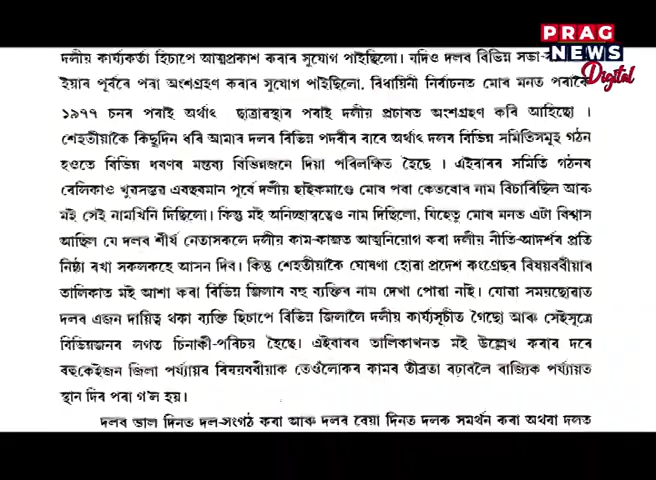 PRAG
NEWS
Digital
দলীয় কাৰ্য্যকৰ্তা হিচাপে আত্মপ্ৰকাশ কৰাৰ সুযোগ পাইছিলো। যদিও দলৰ বিভিন্ন সভা-
ইয়াৰ পূৰ্বৰে পৰা অংশগ্ৰহণ কৰাৰ সুযোগ পাইছিলো, বিধায়িনী নিৰ্বাচনত মোৰ মনত পৰাকৈ
১৯৭৭ চনৰ পৰাই অৰ্থাৎ ছাত্ৰাৱস্থাৰ পৰাই দলীয় প্ৰচাৰত অংশগ্ৰহণ কৰি আহিছো ।
শেহতীয়াকৈ কিছুদিন ধৰি আমাৰ দলৰ বিভিন্ন পদবীৰ বাবে অৰ্থাৎ দলৰ বিভিন্ন সমিতিসমূহ গঠন
হওতে বিভিন্ন ধৰণৰ মন্তব্য বিভিন্নজনে দিয়া পৰিলক্ষিত হৈছে । এইবাৰৰ সমিতি গঠনৰ
বেলিকাও খুৱসম্ভৱ এবছৰমান পূৰ্বে দলীয় হাইকমাণ্ডে মোৰ পৰা কেতবোৰ নাম বিচাৰিছিল আৰু
মই সেই নামখিনি দিছিলো। কিন্তু মই অনিচ্ছাস্বত্বেও নাম দিছিলো, যিহেতু মোৰ মনত এটা বিশ্বাস
আছিল যে দলৰ শীৰ্ষ নেতাসকলে দলীয় কাম-কাজত আত্মনিয়োগ কৰা দলীয় নীতি-আদৰ্শৰ প্ৰতি
নিষ্ঠা ৰখা সকলকহে আসন দিব। কিন্তু শেহতীয়াকৈ ঘোষণা হোৱা প্ৰদেশ কংগ্ৰেছৰ বিষয়ববীয়াৰ
তালিকাত মই আশা কৰা বিভিন্ন জিলাৰ বহু ব্যক্তিৰ নাম দেখা পোৱা নাই। যোৱা সময়ছোৱাত
দলৰ এজন দায়িত্ব থকা ব্যক্তি হিচাপে বিভিন্ন জিলালৈ দলীয় কাৰ্য্যসূচীত গৈছো আৰু সেইসূত্ৰে
বিভিন্নজনৰ লগত চিনাকী-পৰিচয় হৈছে। এইবাৰৰ তালিকাখনত মই উল্লেখ কৰাৰ দৰে
বহুকেইজন জিলা পৰ্য্যায়ৰ বিষয়ববীয়াক তেওঁলোকৰ কামৰ তীব্ৰতা বঢ়াবলৈ ৰাজ্যিক পৰ্য্যায়ত
স্থান দিব পৰা গ'ল হয়।
দলৰ ভাল দিনত দল-সংগঠ কৰা আৰু দলৰ বেয়া দিনত দলক সমৰ্থন কৰা অথবা দলত